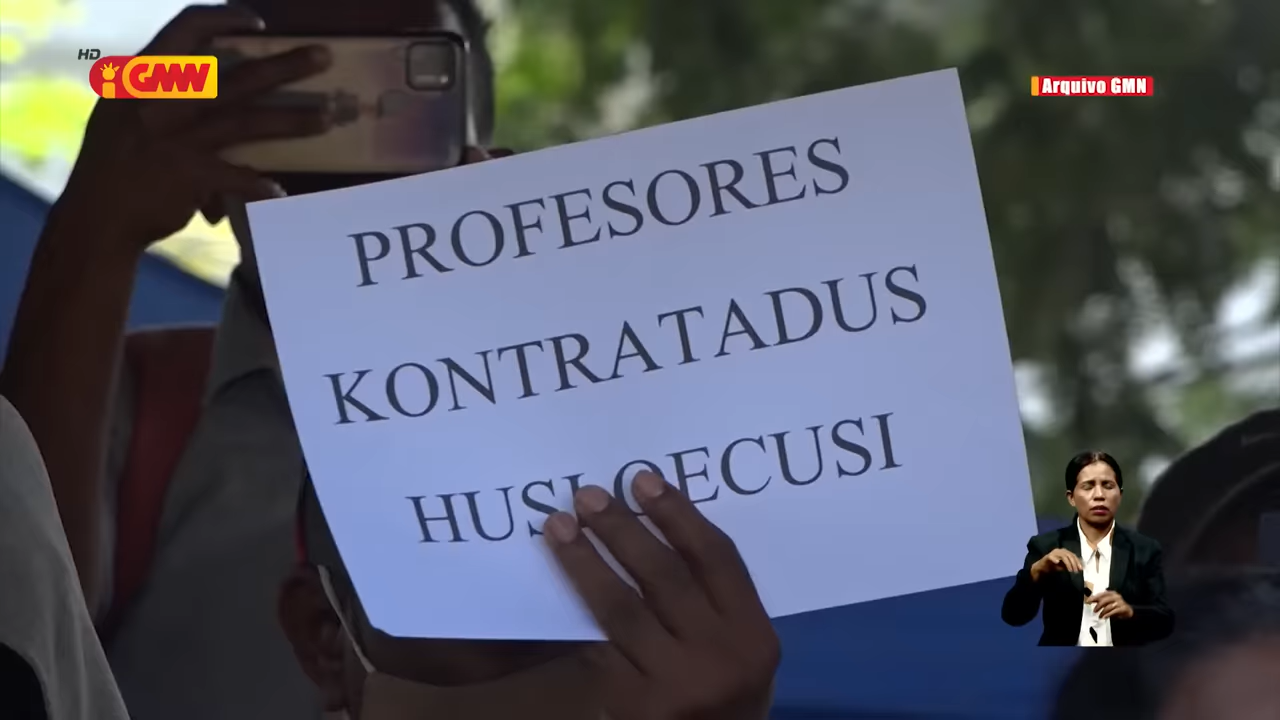 HD
GMN
Arquivo GMN
PROFESORES
KONTRATADUS
HUSI OECUSI